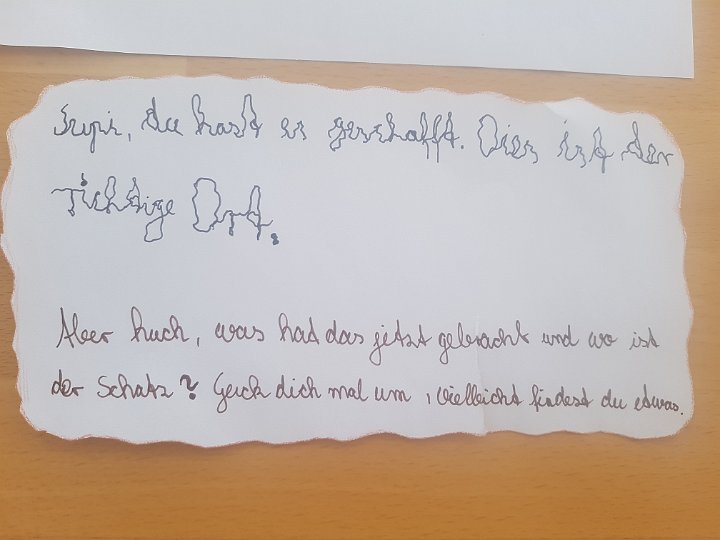 Supi, du hast es geschafft. Dies ist der
richtige Ort.
Aber huch, was hat das jetzt gebracht und wo ist
der Schatz? Guck dich mal um, vielleicht findest du etwas.